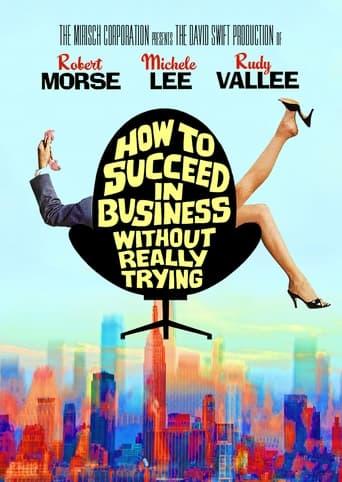 THE MIRISCH CORPORATION PRESENTS THE DAVID SWIFT PRODUCTION OF
Robert MORSE
Michele LEE
Rudy VALLEE
HOW TO
SUCCEED
IN
BUSINESS
WITHOUT
REALLY
TRYING